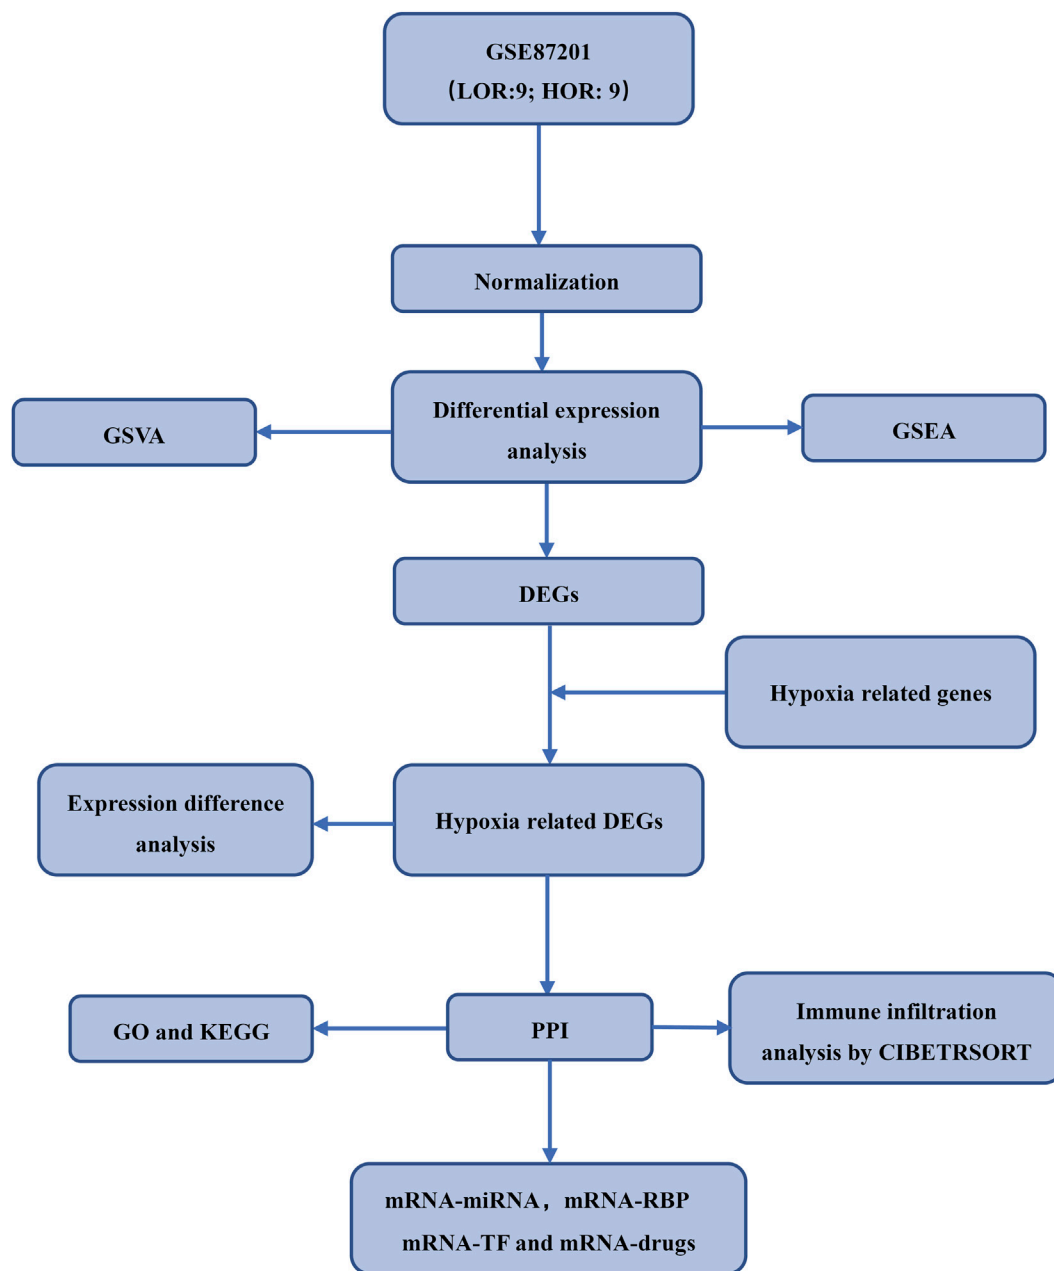 GSE87201
(LOR:9; HOR: 9)
Normalization
Differential expression
analysis
GSVA
GSEA
DEGs
Hypoxia related genes
Expression difference
analysis
Hypoxia related DEGs
GO and KEGG
PPI
Immune infiltration
analysis by CIBETRSORT
mRNA-miRNA，mRNA-RBP
mRNA-TF and mRNA-drugs